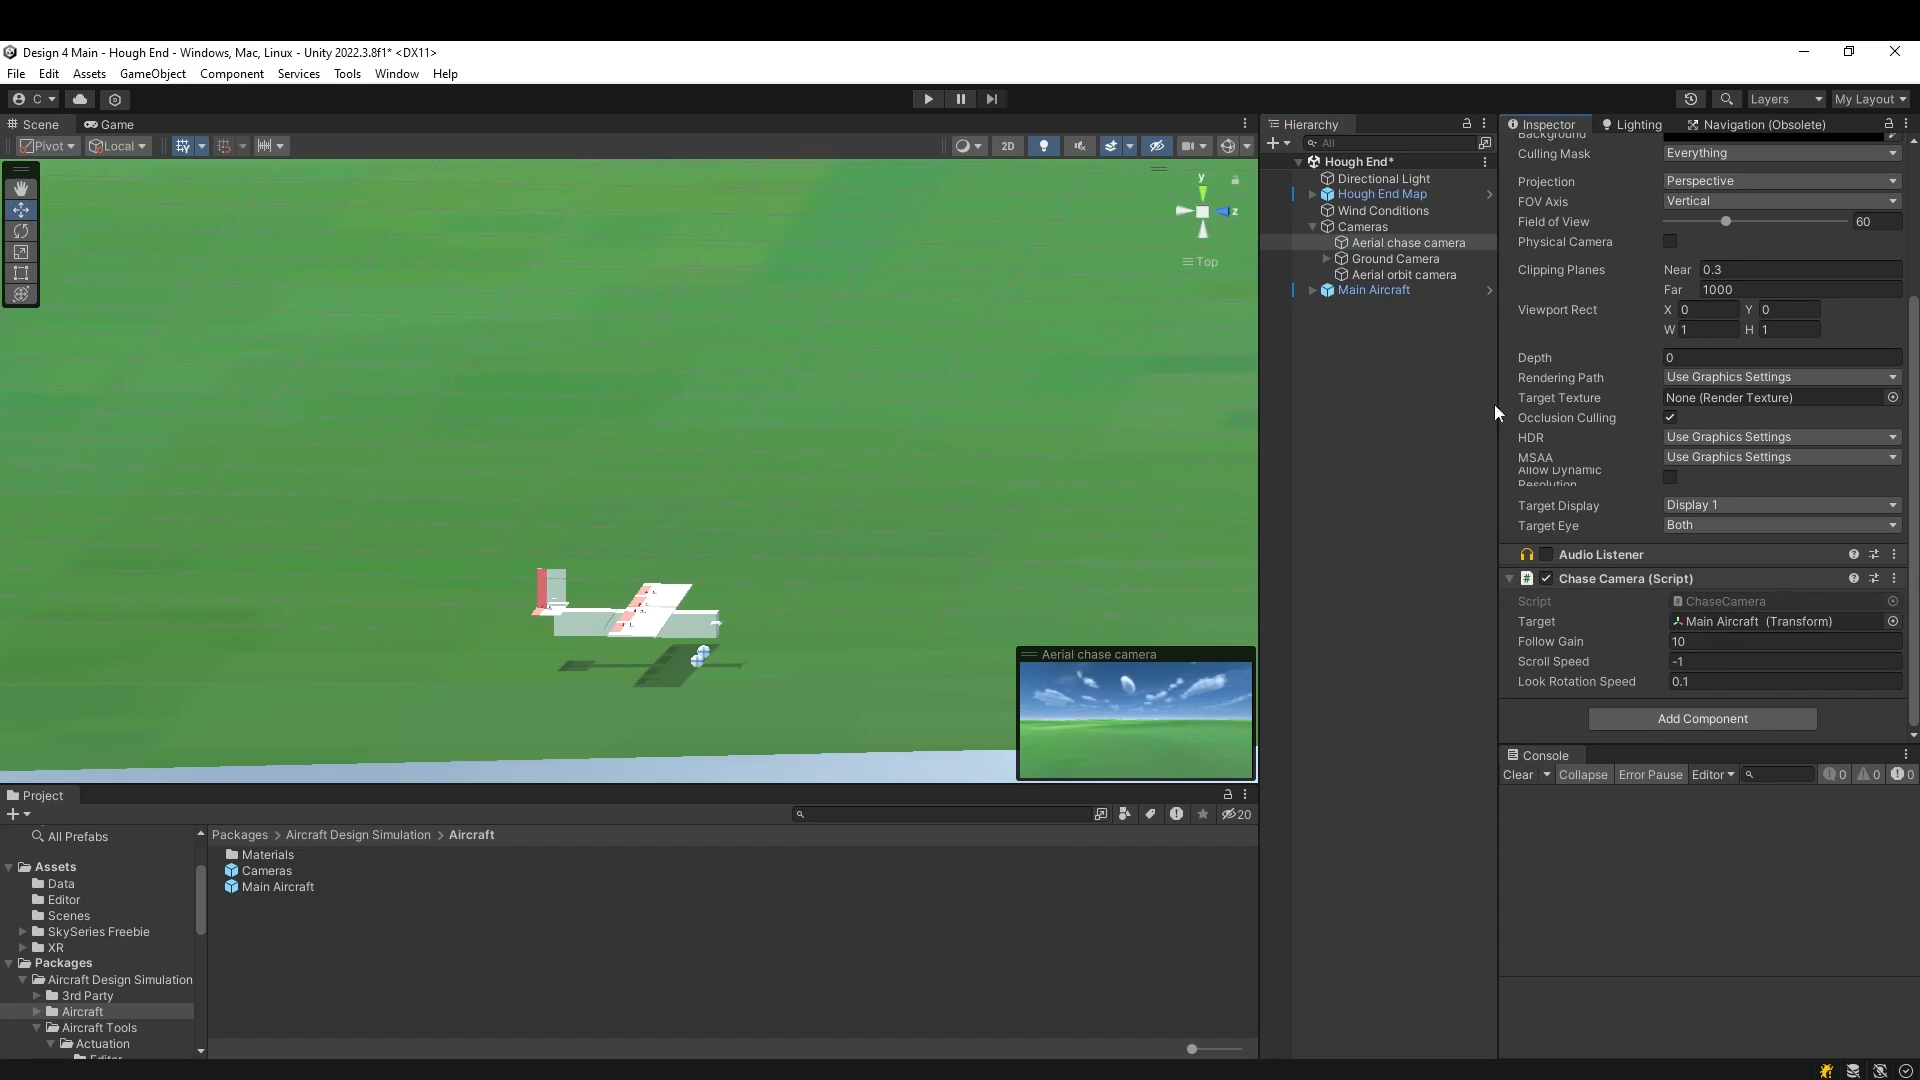 Design 4 Main - Hough End - Windows, Mac, Linux - Unity 2022.3.8f1* <DX11>
File Edit Assets GameObject Component Services Tools Window Help
C
Layers
My Layout
Scene
Game
Pivot
Local
2D
y
z
Top
Aerial chase camera
Hierarchy
All
Hough End*
Directional Light
Hough End Map
Wind Conditions
Cameras
Aerial chase camera
Ground Camera
Aerial orbit camera
Main Aircraft
Inspector
Lighting
Navigation (Obsolete)
Background
Culling Mask Everything
Projection Perspective
FOV Axis Vertical
Field of View 60
Physical Camera
Clipping Planes Near 0.3
Far 1000
Viewport Rect X 0 Y 0
W 1 H 1
Depth 0
Rendering Path Use Graphics Settings
Target Texture None (Render Texture)
Occlusion Culling
HDR Use Graphics Settings
MSAA Use Graphics Settings
Allow Dynamic
Resolution
Target Display Display 1
Target Eye Both
Audio Listener
Chase Camera (Script)
Script ChaseCamera
Target Main Aircraft (Transform)
Follow Gain 10
Scroll Speed -1
Look Rotation Speed 0.1
Add Component
Console
Clear Collapse Error Pause Editor 0 0 0
Project
20
All Prefabs
Assets
Data
Editor
Scenes
SkySeries Freebie
XR
Packages
Aircraft Design Simulation
3rd Party
Aircraft
Aircraft Tools
Actuation
Editor
Packages > Aircraft Design Simulation > Aircraft
Materials
Cameras
Main Aircraft